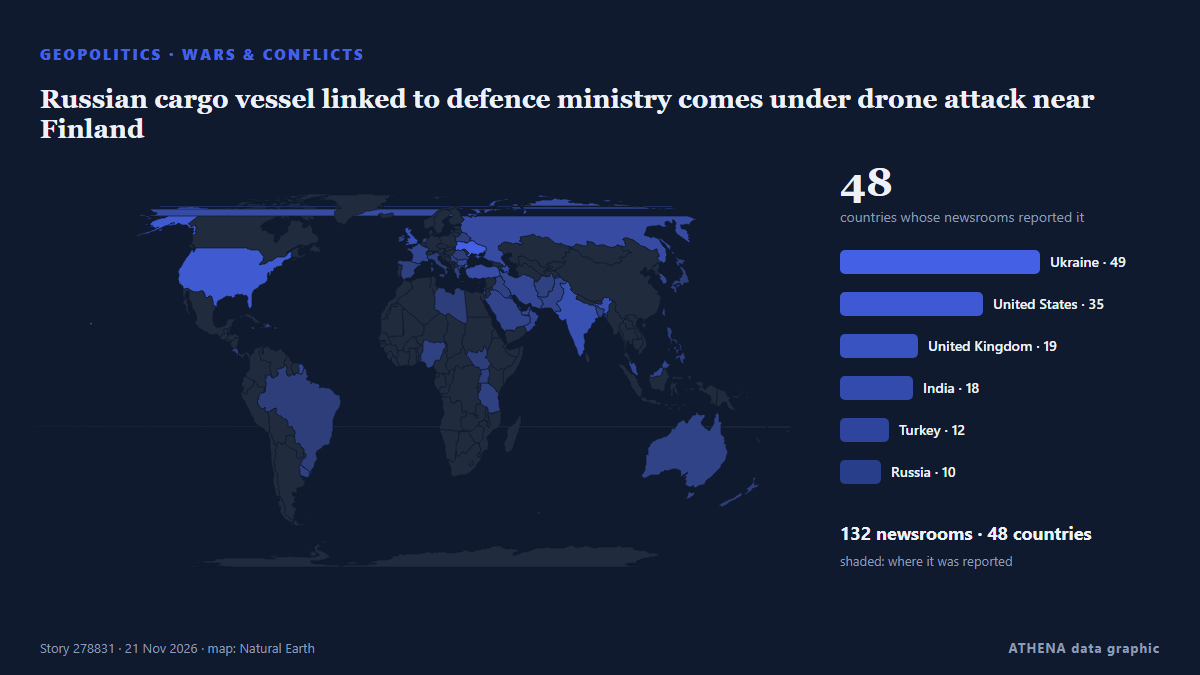 GEOPOLITICS · WARS & CONFLICTS
Russian cargo vessel linked to defence ministry comes under drone attack near
Finland
48
countries whose newsrooms reported it
Ukraine · 49
United States · 35
United Kingdom · 19
India · 18
Turkey · 12
Russia · 10
132 newsrooms · 48 countries
shaded: where it was reported
Story 278831 · 21 Nov 2026 · map: Natural Earth
ATHENA data graphic